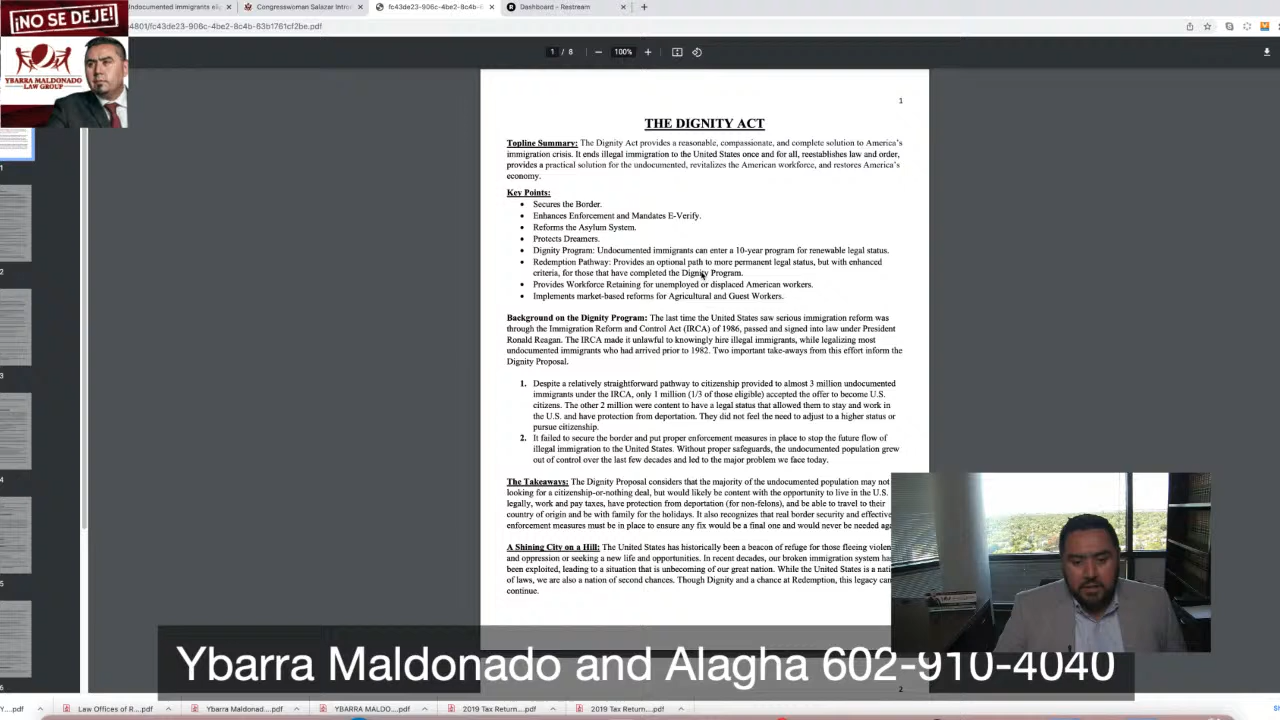 ¡NO SE DEJE!
YBARRA MALDONADO
LAW GROUP
Undocumented immigrants eli
Congresswoman Salazar Intro
fc43de23-906c-4be2-8c4b-6
Dashboard - Restream
4801/fc43de23-906c-4be2-8c4b-63b1761cf2be.pdf
1 / 8
100%
1
THE DIGNITY ACT
Topline Summary: The Dignity Act provides a reasonable, compassionate, and complete solution to America's
immigration crisis. It ends illegal immigration to the United States once and for all, reestablishes law and order,
provides a practical solution for the undocumented, revitalizes the American workforce, and restores America's
economy.
Key Points:
• Secures the Border.
• Enhances Enforcement and Mandates E-Verify.
• Reforms the Asylum System.
• Protects Dreamers.
• Dignity Program: Undocumented immigrants can enter a 10-year program for renewable legal status.
• Redemption Pathway: Provides an optional path to more permanent legal status, but with enhanced
criteria, for those that have completed the Dignity Program.
• Provides Workforce Retaining for unemployed or displaced American workers.
• Implements market-based reforms for Agricultural and Guest Workers.
Background on the Dignity Program: The last time the United States saw serious immigration reform was
through the Immigration Reform and Control Act (IRCA) of 1986, passed and signed into law under President
Ronald Reagan. The IRCA made it unlawful to knowingly hire illegal immigrants, while legalizing most
undocumented immigrants who had arrived prior to 1982. Two important take-aways from this effort inform the
Dignity Proposal.
1. Despite a relatively straightforward pathway to citizenship provided to almost 3 million undocumented
immigrants under the IRCA, only 1 million (1/3 of those eligible) accepted the offer to become U.S.
citizens. The other 2 million were content to have a legal status that allowed them to stay and work in
the U.S. and have protection from deportation. They did not feel the need to adjust to a higher status or
pursue citizenship.
2. It failed to secure the border and put proper enforcement measures in place to stop the future flow of
illegal immigration to the United States. Without proper safeguards, the undocumented population grew
out of control over the last few decades and led to the major problem we face today.
The Takeaways: The Dignity Proposal considers that the majority of the undocumented population may not
looking for a citizenship-or-nothing deal, but would likely be content with the opportunity to live in the U.S.
legally, work and pay taxes, have protection from deportation (for non-felons), and be able to travel to their
country of origin and be with family for the holidays. It also recognizes that real border security and effective
enforcement measures must be in place to ensure any fix would be a final one and would never be needed aga
A Shining City on a Hill: The United States has historically been a beacon of refuge for those fleeing violen
and oppression or seeking a new life and opportunities. In recent decades, our broken immigration system has
been exploited, leading to a situation that is unbecoming of our great nation. While the United States is a nati
of laws, we are also a nation of second chances. Though Dignity and a chance at Redemption, this legacy can
continue.
1
2
3
4
5
6
2
Ybarra Maldonado and Alagha 602-910-4040
Y....pdf
Law Offices of R....pdf
Ybarra Maldonad....pdf
YBARRA MALDO....pdf
2019 Tax Return....pdf
2019 Tax Return....pdf